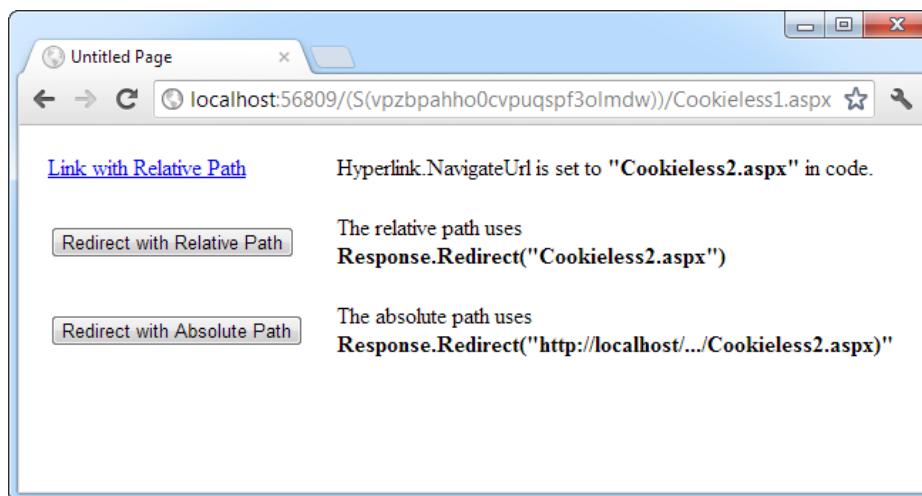 Untitled Page
localhost:56809/(S(vpzbpahho0cvpuqspf3olmdw))/Cookieless1.aspx
Link with Relative Path Hyperlink.NavigateUrl is set to "Cookieless2.aspx" in code.
Redirect with Relative Path
The relative path uses
Response.Redirect("Cookieless2.aspx")
Redirect with Absolute Path
The absolute path uses
Response.Redirect("http://localhost/.../Cookieless2.aspx)"